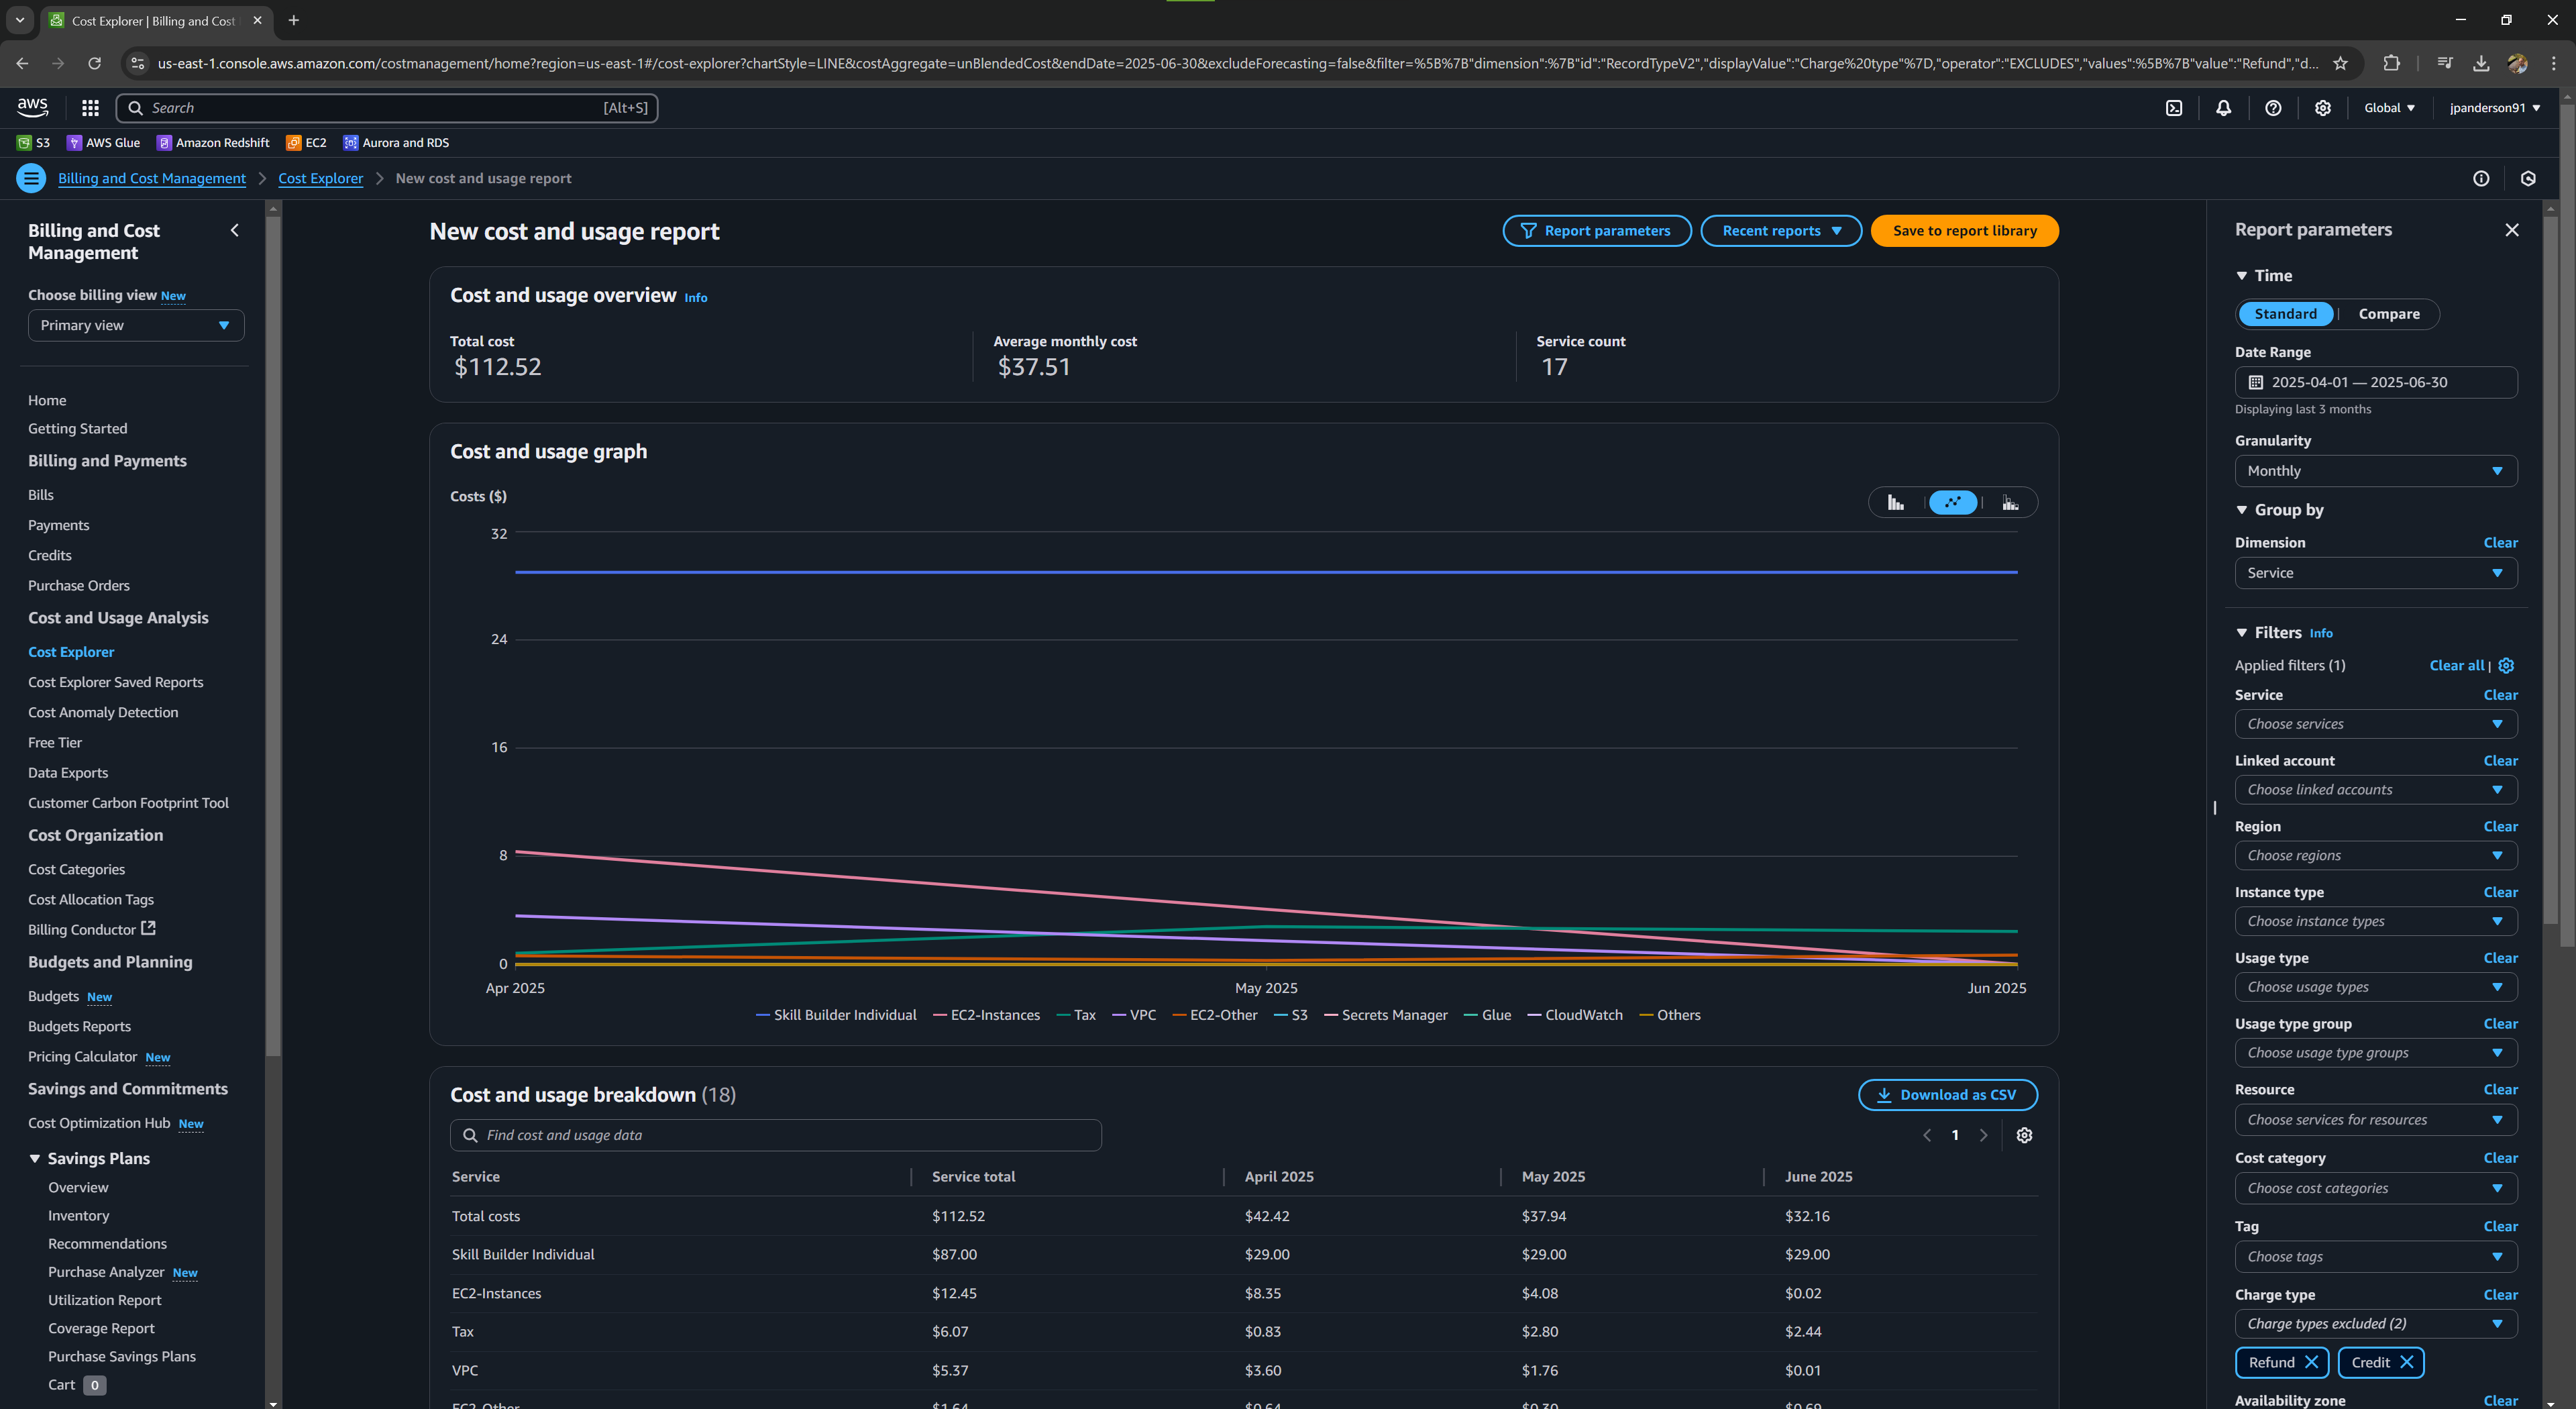 Cost Explorer | Billing and Cost
us-east-1.console.aws.amazon.com/costmanagement/home?region=us-east-1#/cost-explorer?chartStyle=LINE&costAggregate=unBlendedCost&endDate=2025-06-30&excludeForecasting=false&filter=%5B%7B"dimension":%7B"id":"RecordTypeV2","displayValue":"Charge%20type"%7D,"operator":"EXCLUDES","values":%5B%7B"value":"Refund","d...
aws
Search [Alt+S]
Global
jpanderson91
S3 AWS Glue Amazon Redshift EC2 Aurora and RDS
Billing and Cost Management > Cost Explorer > New cost and usage report
Billing and Cost
Management
Choose billing view New
Primary view
Home
Getting Started
Billing and Payments
Bills
Payments
Credits
Purchase Orders
Cost and Usage Analysis
Cost Explorer
Cost Explorer Saved Reports
Cost Anomaly Detection
Free Tier
Data Exports
Customer Carbon Footprint Tool
Cost Organization
Cost Categories
Cost Allocation Tags
Billing Conductor
Budgets and Planning
Budgets New
Budgets Reports
Pricing Calculator New
Savings and Commitments
Cost Optimization Hub New
Savings Plans
Overview
Inventory
Recommendations
Purchase Analyzer New
Utilization Report
Coverage Report
Purchase Savings Plans
Cart 0
New cost and usage report
Report parameters
Recent reports
Save to report library
Cost and usage overview Info
Total cost
$112.52
Average monthly cost
$37.51
Service count
17
Cost and usage graph
Costs ($)
32
24
16
8
0
Apr 2025 May 2025 Jun 2025
Skill Builder Individual EC2-Instances Tax VPC EC2-Other S3 Secrets Manager Glue CloudWatch Others
Cost and usage breakdown (18)
Download as CSV
Find cost and usage data
1
Service Service total April 2025 May 2025 June 2025
Total costs $112.52 $42.42 $37.94 $32.16
Skill Builder Individual $87.00 $29.00 $29.00 $29.00
EC2-Instances $12.45 $8.35 $4.08 $0.02
Tax $6.07 $0.83 $2.80 $2.44
VPC $5.37 $3.60 $1.76 $0.01
EC2-Other $1.64 $0.64 $0.30 $0.69
Report parameters
Time
Standard | Compare
Date Range
2025-04-01 — 2025-06-30
Displaying last 3 months
Granularity
Monthly
Group by
Dimension Clear
Service
Filters Info
Applied filters (1) Clear all |
Service Clear
Choose services
Linked account Clear
Choose linked accounts
Region Clear
Choose regions
Instance type Clear
Choose instance types
Usage type Clear
Choose usage types
Usage type group Clear
Choose usage type groups
Resource Clear
Choose services for resources
Cost category Clear
Choose cost categories
Tag Clear
Choose tags
Charge type Clear
Charge types excluded (2)
Refund Credit
Availability zone Clear